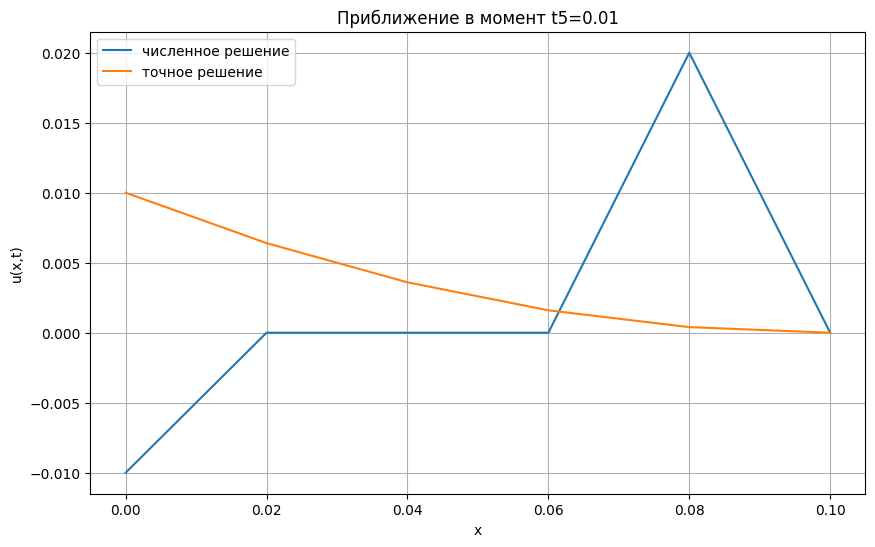 Приближение в момент t5=0.01
численное решение
точное решение
u(x,t)
0.020
0.015
0.010
0.005
0.000
−0.005
−0.010
0.00 0.02 0.04 0.06 0.08 0.10
x